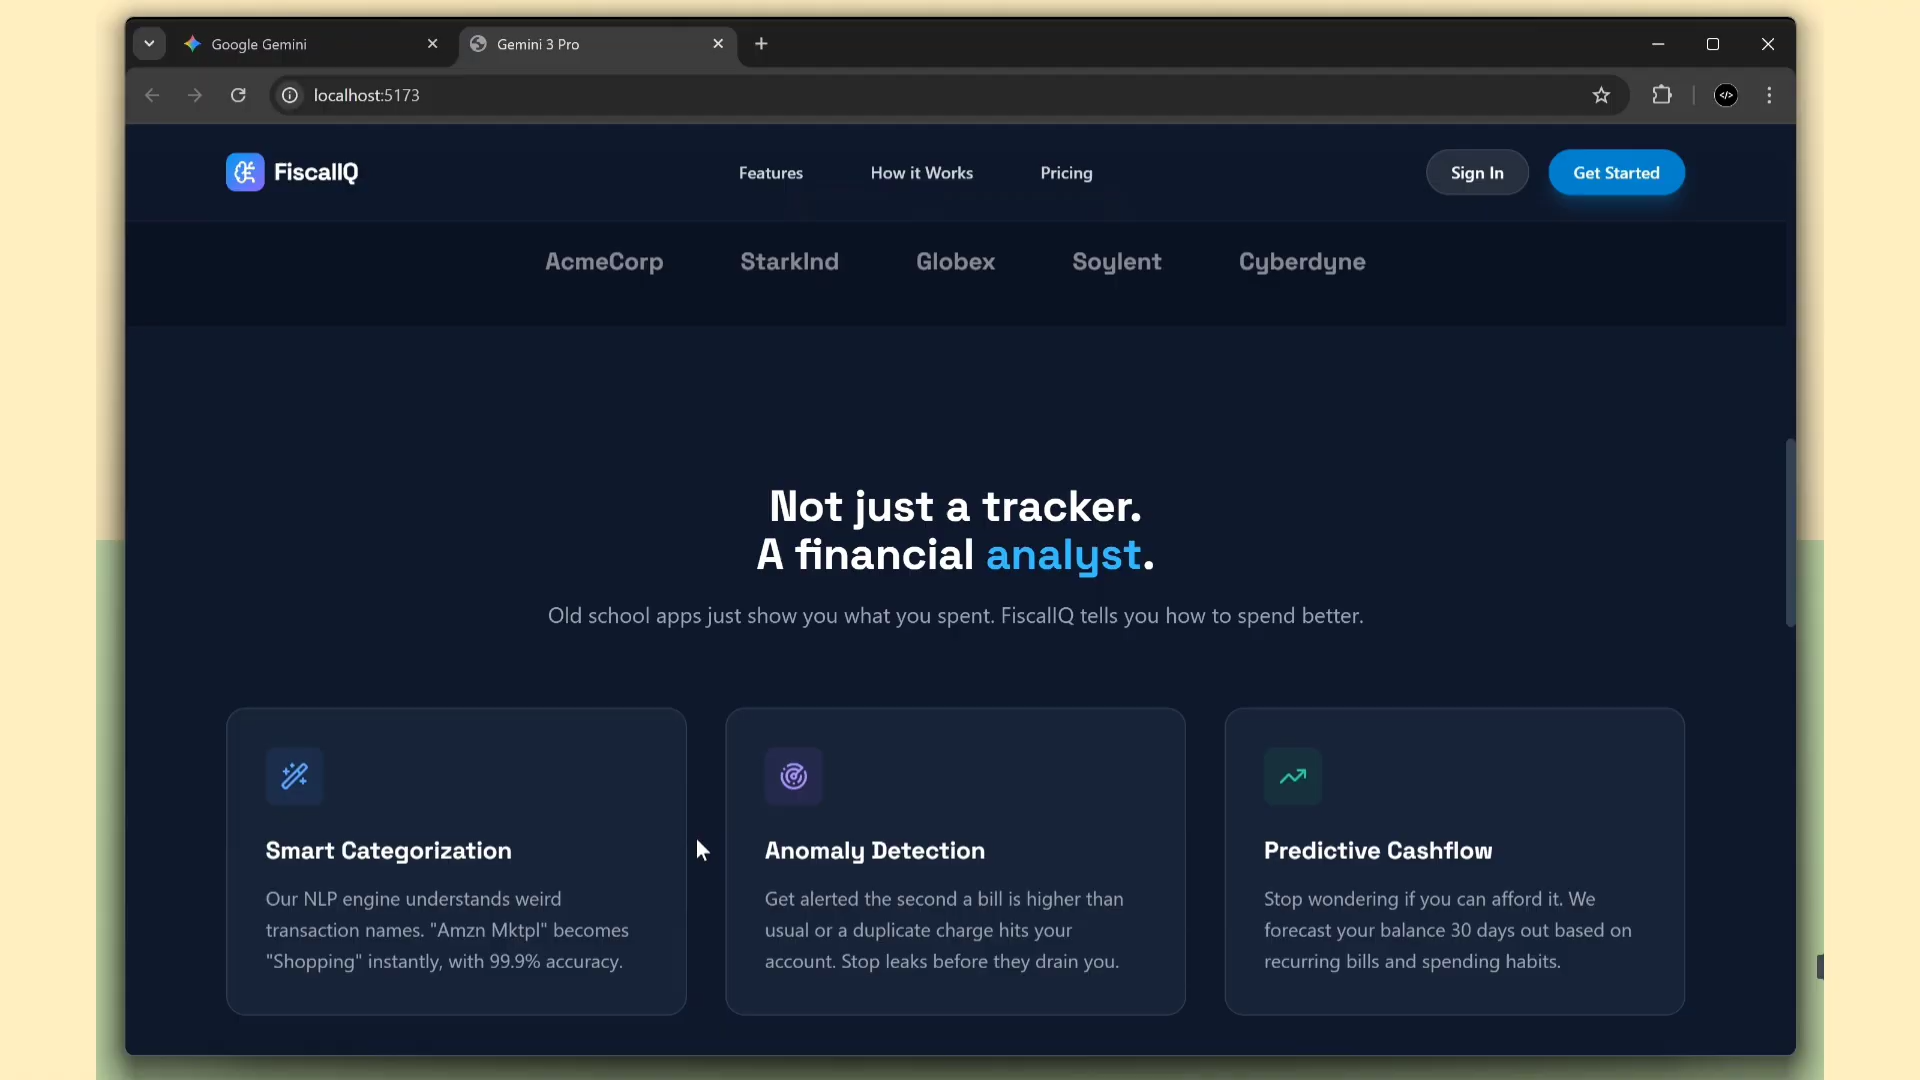 Google Gemini
Gemini 3 Pro
localhost:5173
FiscalIQ
Features
How it Works
Pricing
Sign In
Get Started
AcmeCorp
StarkInd
Globex
Soylent
Cyberdyne
Not just a tracker.
A financial analyst.
Old school apps just show you what you spent. FiscalIQ tells you how to spend better.
Smart Categorization
Our NLP engine understands weird
transaction names. "Amzn Mktpl" becomes
"Shopping" instantly, with 99.9% accuracy.
Anomaly Detection
Get alerted the second a bill is higher than
usual or a duplicate charge hits your
account. Stop leaks before they drain you.
Predictive Cashflow
Stop wondering if you can afford it. We
forecast your balance 30 days out based on
recurring bills and spending habits.